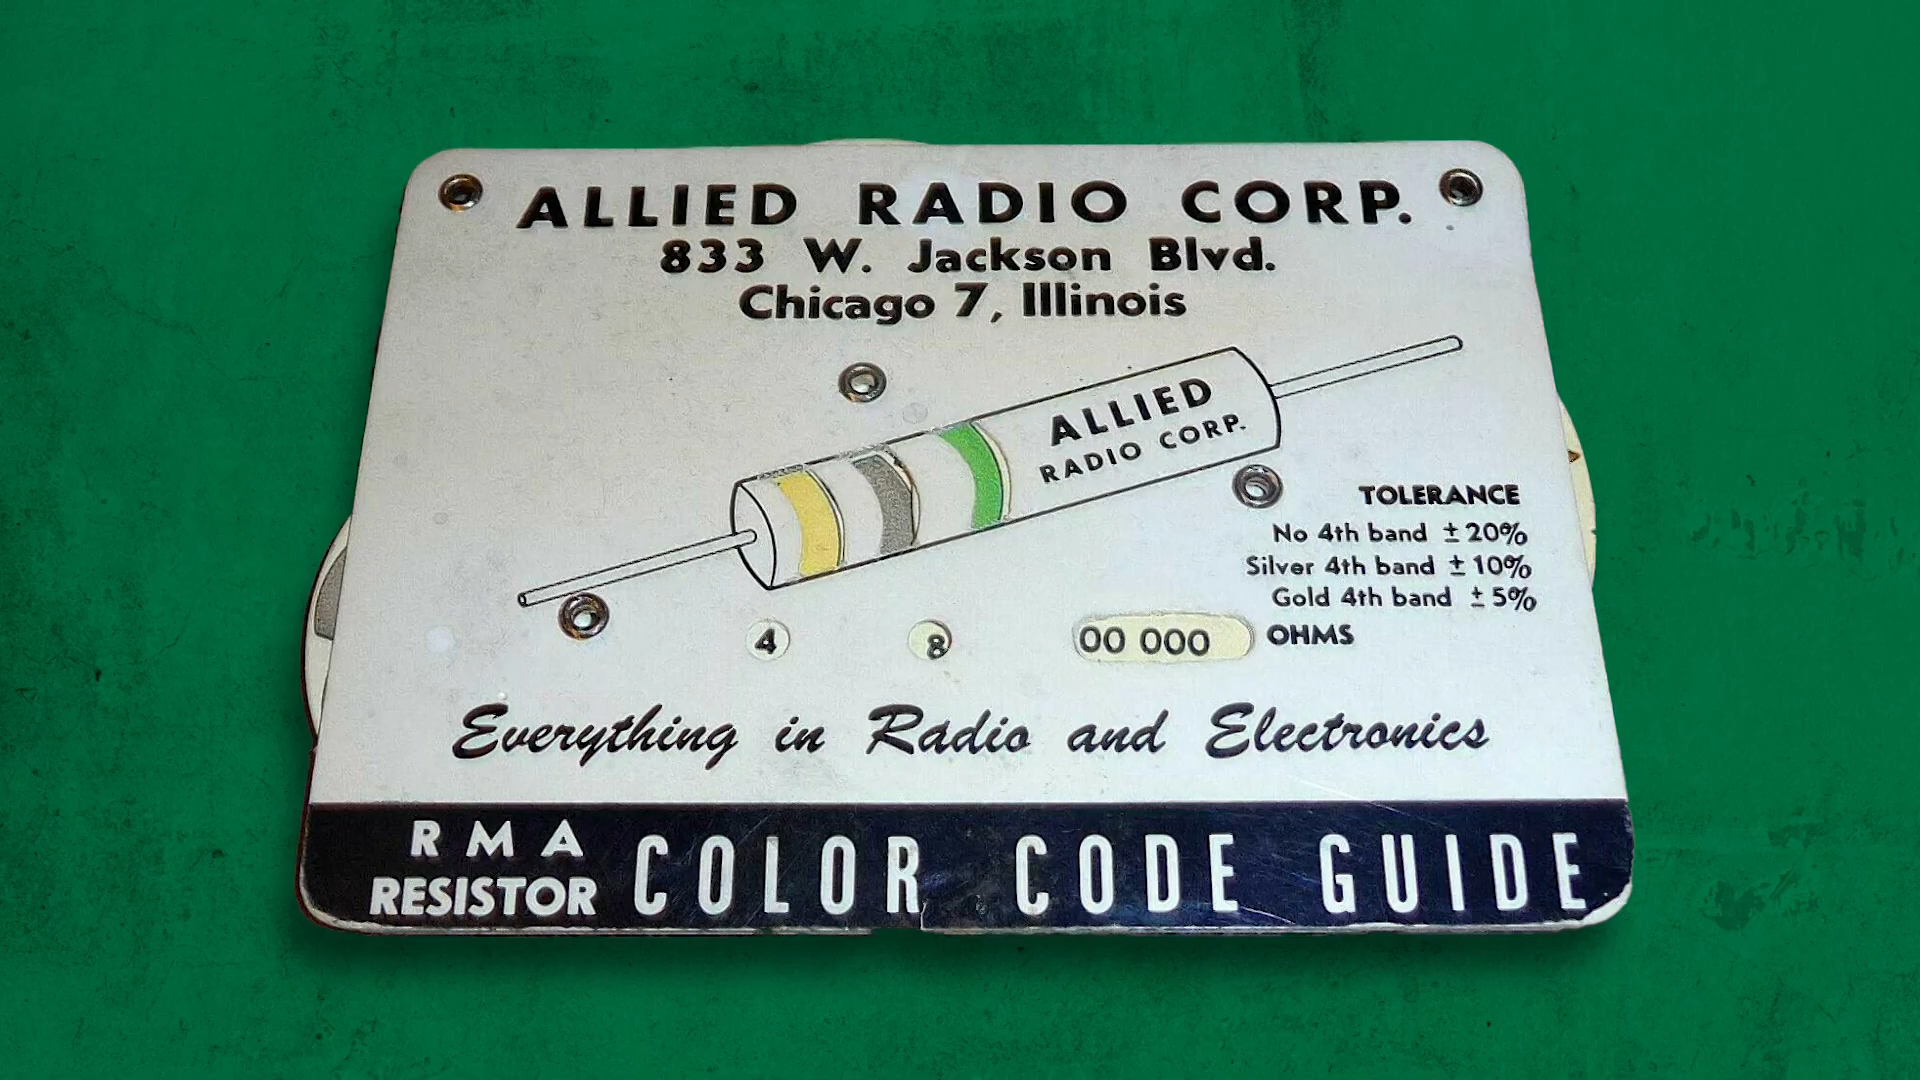 ALLIED RADIO CORP.
833 W. Jackson Blvd.
Chicago 7, Illinois
ALLIED
RADIO CORP.
TOLERANCE
No 4th band ± 20%
Silver 4th band ± 10%
Gold 4th band ± 5%
4 8 00 000 OHMS
Everything in Radio and Electronics
RMA
RESISTOR
COLOR CODE GUIDE